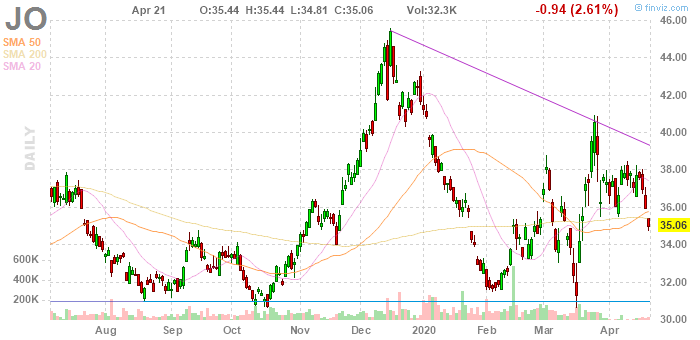 © finviz.com
JO Apr 21 O:35.44 H:35.44 L:34.81 C:35.06 Vol:32.3K -0.94 (2.61%)
SMA 50
SMA 200
SMA 20
DAILY
46.00
44.00
42.00
40.00
38.00
36.00
35.06
34.00
32.00
30.00
600K
400K
200K
Aug Sep Oct Nov Dec 2020 Feb Mar Apr